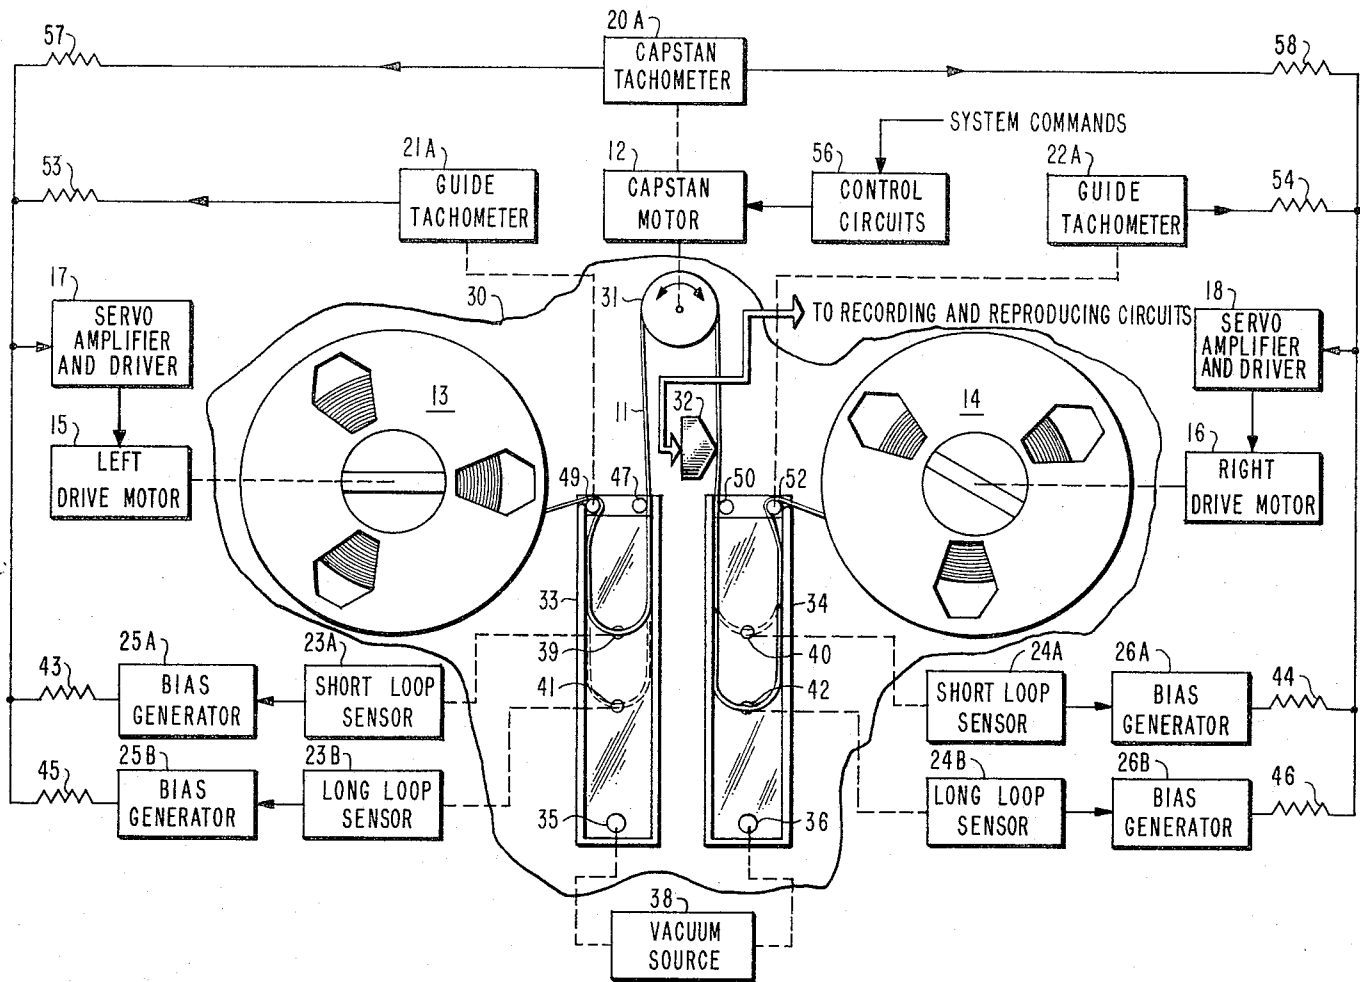 20A
57
CAPSTAN
TACHOMETER
58
SYSTEM COMMANDS
21A
12
56
22A
53
GUIDE
TACHOMETER
CAPSTAN
MOTOR
CONTROL
CIRCUITS
GUIDE
TACHOMETER
54
17
30
31
TO RECORDING AND REPRODUCING CIRCUITS
18
SERVO
AMPLIFIER
AND DRIVER
SERVO
AMPLIFIER
AND DRIVER
13
11
32
14
15
LEFT
DRIVE MOTOR
16
RIGHT
DRIVE MOTOR
49
47
50
52
33
34
25A
23A
39
40
24A
26A
43
BIAS
GENERATOR
SHORT LOOP
SENSOR
41
42
SHORT LOOP
SENSOR
BIAS
GENERATOR
44
25B
23B
24B
26B
45
BIAS
GENERATOR
LONG LOOP
SENSOR
LONG LOOP
SENSOR
BIAS
GENERATOR
46
35
36
38
VACUUM
SOURCE